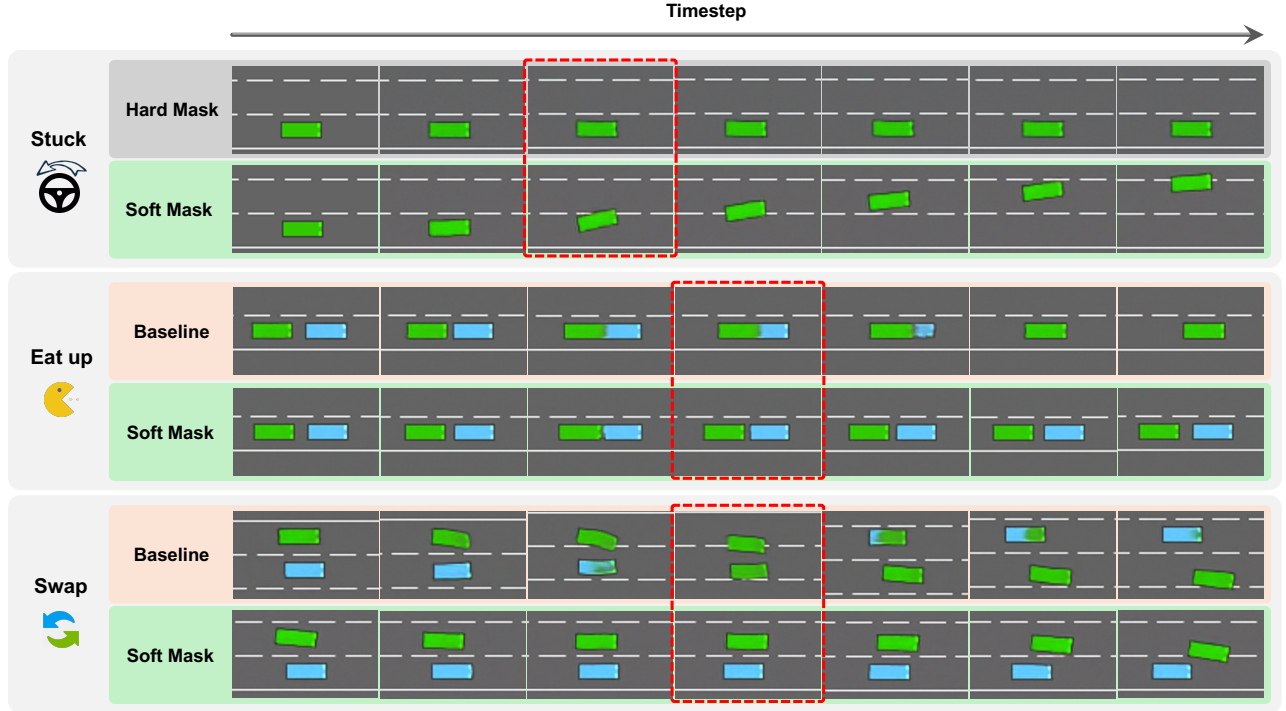 Timestep
Stuck
Hard Mask
Soft Mask
Eat up
Baseline
Soft Mask
Swap
Baseline
Soft Mask